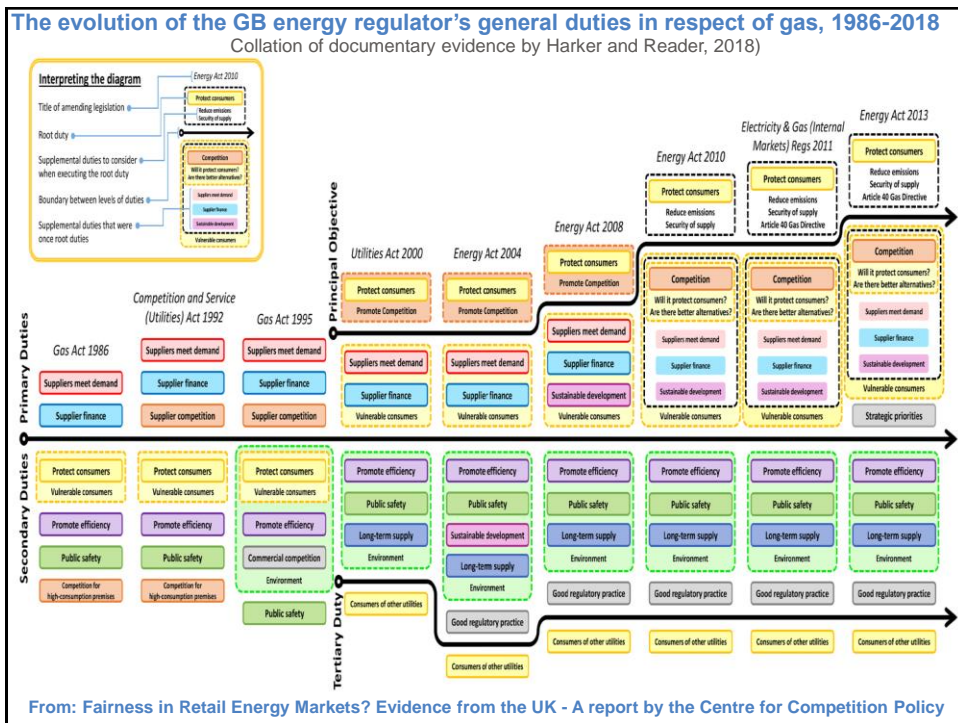 The evolution of the GB energy regulator's general duties in respect of gas, 1986-2018
Collation of documentary evidence by Harker and Reader, 2018)
Interpreting the diagram
Title of amending legislation
Root duty
Supplemental duties to consider
when executing the root duty
Boundary between levels of duties
Supplemental duties that were
once root duties
Energy Act 2010
Protect consumers
Reduce emissions
Security of supply
Competition
Will it protect consumers?
Are there better alternatives?
Suppliers meet demand
Supplier finance
Sustainable development
Vulnerable consumers
Primary Duties
Gas Act 1986
Suppliers meet demand
Supplier finance
Competition and Service
(Utilities) Act 1992
Suppliers meet demand
Supplier finance
Supplier competition
Gas Act 1995
Suppliers meet demand
Supplier finance
Supplier competition
Principal Objective
Utilities Act 2000
Protect consumers
Promote Competition
Suppliers meet demand
Supplier finance
Vulnerable consumers
Energy Act 2004
Protect consumers
Promote Competition
Suppliers meet demand
Supplier finance
Vulnerable consumers
Energy Act 2008
Protect consumers
Promote Competition
Suppliers meet demand
Supplier finance
Sustainable development
Vulnerable consumers
Energy Act 2010
Protect consumers
Reduce emissions
Security of supply
Competition
Will it protect consumers?
Are there better alternatives?
Suppliers meet demand
Supplier finance
Sustainable development
Vulnerable consumers
Electricity & Gas (Internal
Markets) Regs 2011
Protect consumers
Reduce emissions
Security of supply
Article 40 Gas Directive
Competition
Will it protect consumers?
Are there better alternatives?
Suppliers meet demand
Supplier finance
Sustainable development
Vulnerable consumers
Energy Act 2013
Protect consumers
Reduce emissions
Security of supply
Article 40 Gas Directive
Competition
Will it protect consumers?
Are there better alternatives?
Suppliers meet demand
Supplier finance
Sustainable development
Vulnerable consumers
Strategic priorities
Secondary Duties
Protect consumers
Vulnerable consumers
Promote efficiency
Public safety
Competition for
high-consumption premises
Protect consumers
Vulnerable consumers
Promote efficiency
Public safety
Competition for
high-consumption premises
Protect consumers
Vulnerable consumers
Promote efficiency
Commercial competition
Environment
Public safety
Promote efficiency
Public safety
Long-term supply
Environment
Promote efficiency
Public safety
Sustainable development
Long-term supply
Environment
Good regulatory practice
Promote efficiency
Public safety
Long-term supply
Environment
Good regulatory practice
Promote efficiency
Public safety
Long-term supply
Environment
Good regulatory practice
Promote efficiency
Public safety
Long-term supply
Environment
Good regulatory practice
Promote efficiency
Public safety
Long-term supply
Environment
Good regulatory practice
Tertiary Duty
Consumers of other utilities
Consumers of other utilities
Consumers of other utilities
Consumers of other utilities
Consumers of other utilities
Consumers of other utilities
From: Fairness in Retail Energy Markets? Evidence from the UK - A report by the Centre for Competition Policy